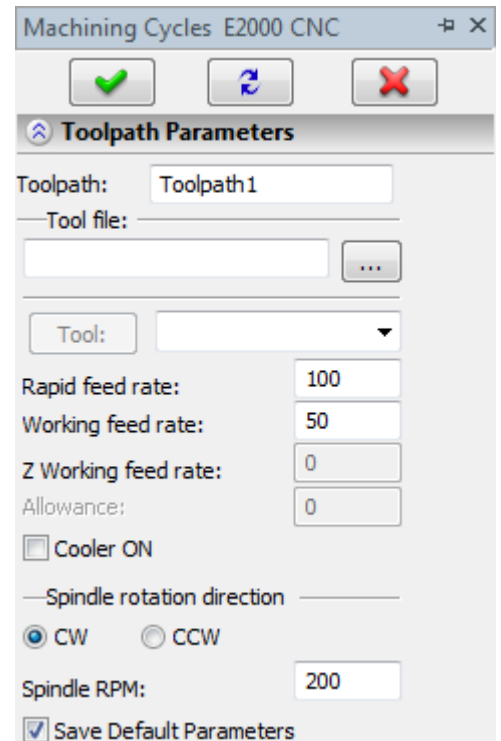 Machining Cycles E2000 CNC
Toolpath Parameters
Toolpath: Toolpath1
Tool file:
...
Tool:
Rapid feed rate: 100
Working feed rate: 50
Z Working feed rate: 0
Allowance: 0
Cooler ON
Spindle rotation direction
CW CCW
Spindle RPM: 200
Save Default Parameters